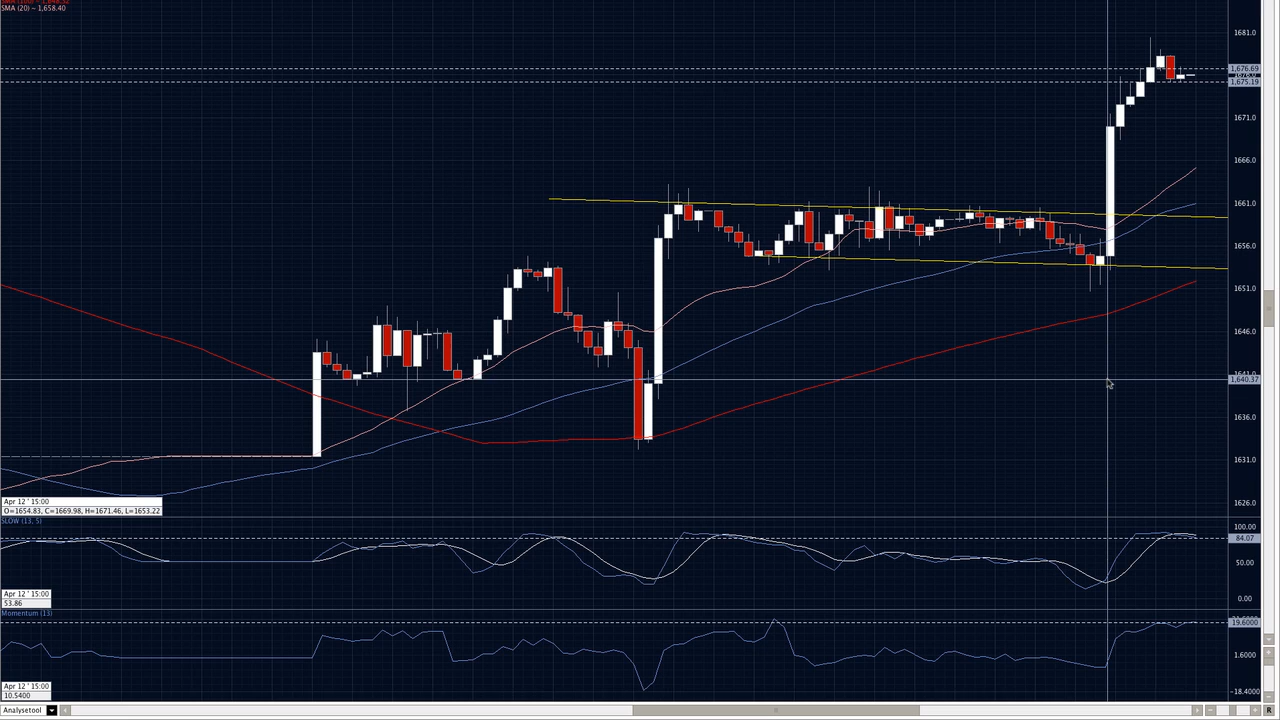 SMA (20) ~ 1,658.40
1681.0
1,676.69
1,675.19
1671.0
1666.0
1661.0
1656.0
1651.0
1646.0
1641.0
1,640.37
1636.0
1631.0
1626.0
Apr 12 ' 15:00
O=1654.83, C=1669.98, H=1671.46, L=1653.22
SLOW (13, 5)
100.00
84.07
50.00
0.00
Apr 12 ' 15:00
53.86
Momentum (13)
19.6000
1.6000
-18.4000
Apr 12 ' 15:00
10.5400
Analysetool
R